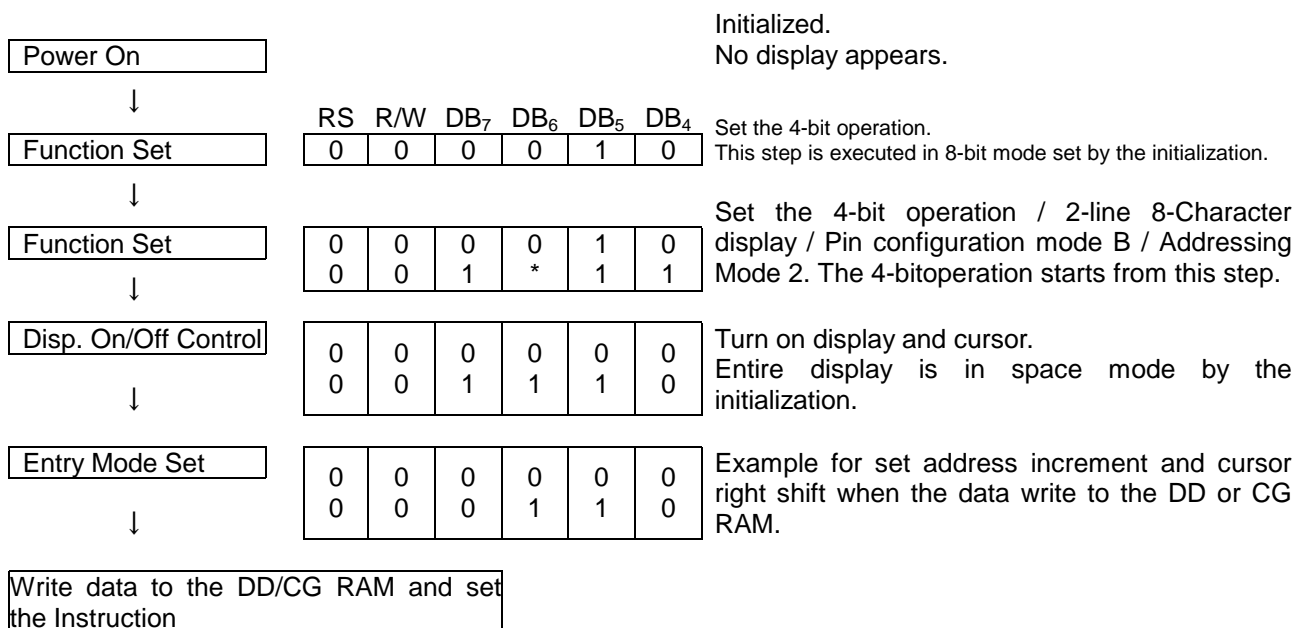 Initialized.
Power On
No display appears.
↓
RS R/W DB7 DB6 DB5 DB4
Set the 4-bit operation.
Function Set
0 0 0 0 1 0
This step is executed in 8-bit mode set by the initialization.
↓
Set the 4-bit operation / 2-line 8-Character
Function Set
0 0 0 0 1 0
display / Pin configuration mode B / Addressing
0 0 1 * 1 1
Mode 2. The 4-bitoperation starts from this step.
↓
Disp. On/Off Control
0 0 0 0 0 0
Turn on display and cursor.
0 0 1 1 1 0
Entire display is in space mode by the
initialization.
↓
Entry Mode Set
0 0 0 0 0 0
Example for set address increment and cursor
0 0 0 1 1 0
right shift when the data write to the DD or CG
RAM.
↓
Write data to the DD/CG RAM and set
the Instruction